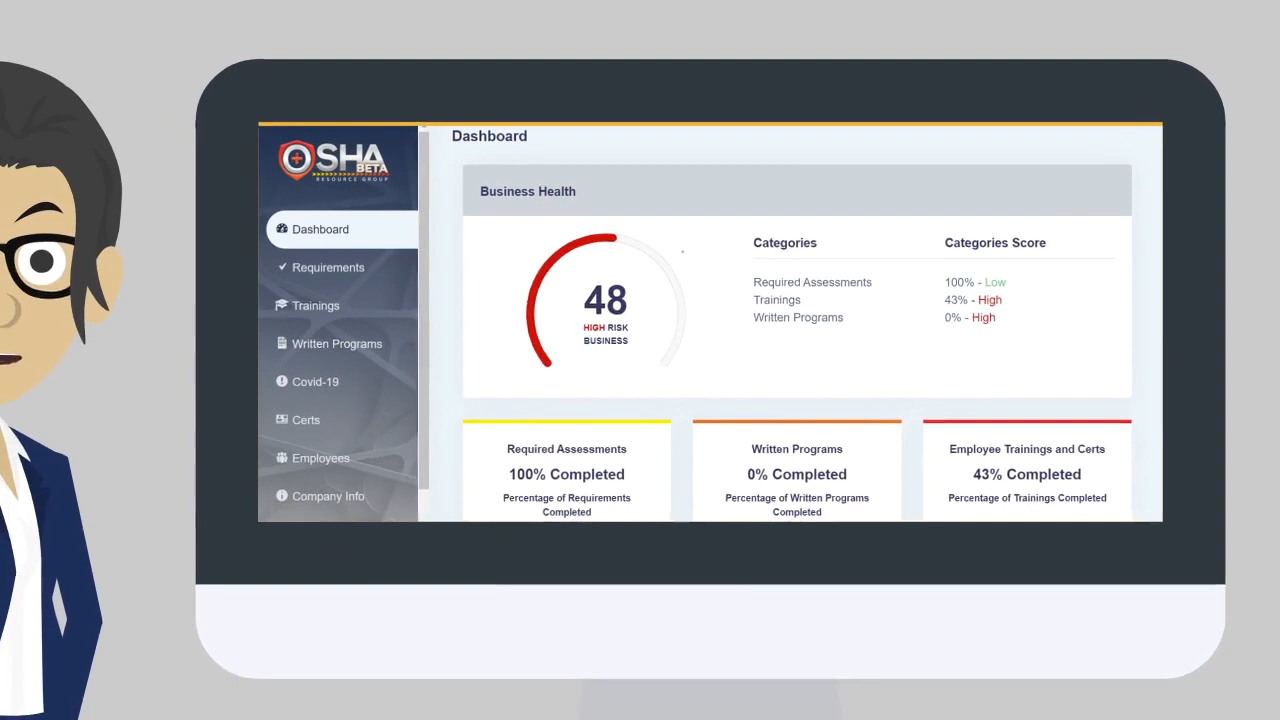 OSHA
BETA
RESOURCE GROUP
Dashboard
Requirements
Trainings
Written Programs
Covid-19
Certs
Employees
Company Info
Dashboard
Business Health
48
HIGH RISK
BUSINESS
Categories Categories Score
Required Assessments 100% - Low
Trainings 43% - High
Written Programs 0% - High
Required Assessments
100% Completed
Percentage of Requirements
Completed
Written Programs
0% Completed
Percentage of Written Programs
Completed
Employee Trainings and Certs
43% Completed
Percentage of Trainings Completed